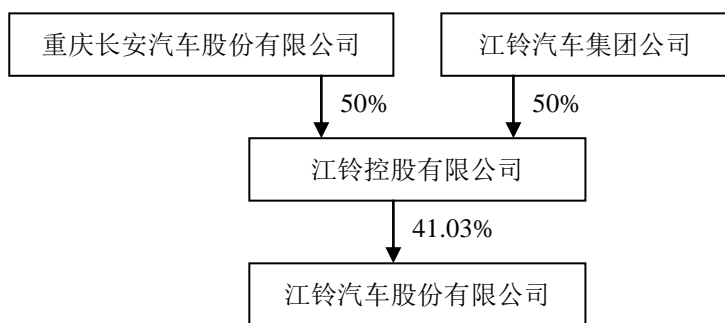 重庆长安汽车股份有限公司
江铃汽车集团公司
50%
50%
江铃控股有限公司
41.03%
江铃汽车股份有限公司